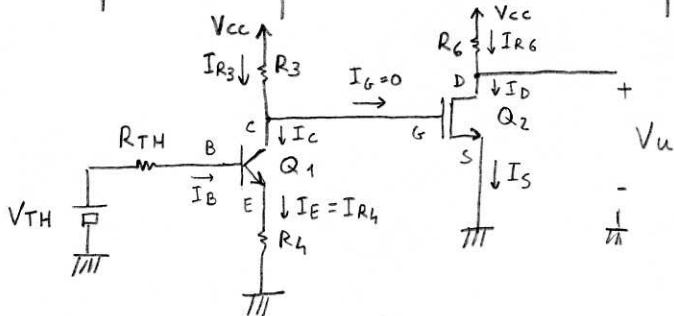 Vcc
Vcc
IR3
R3
R6
IR6
IG=0
D
ID
+
RTH
C
IC
G
Q2
Vu
B
Q1
S
IB
IS
VTH
E
IE = IR4
-
R4